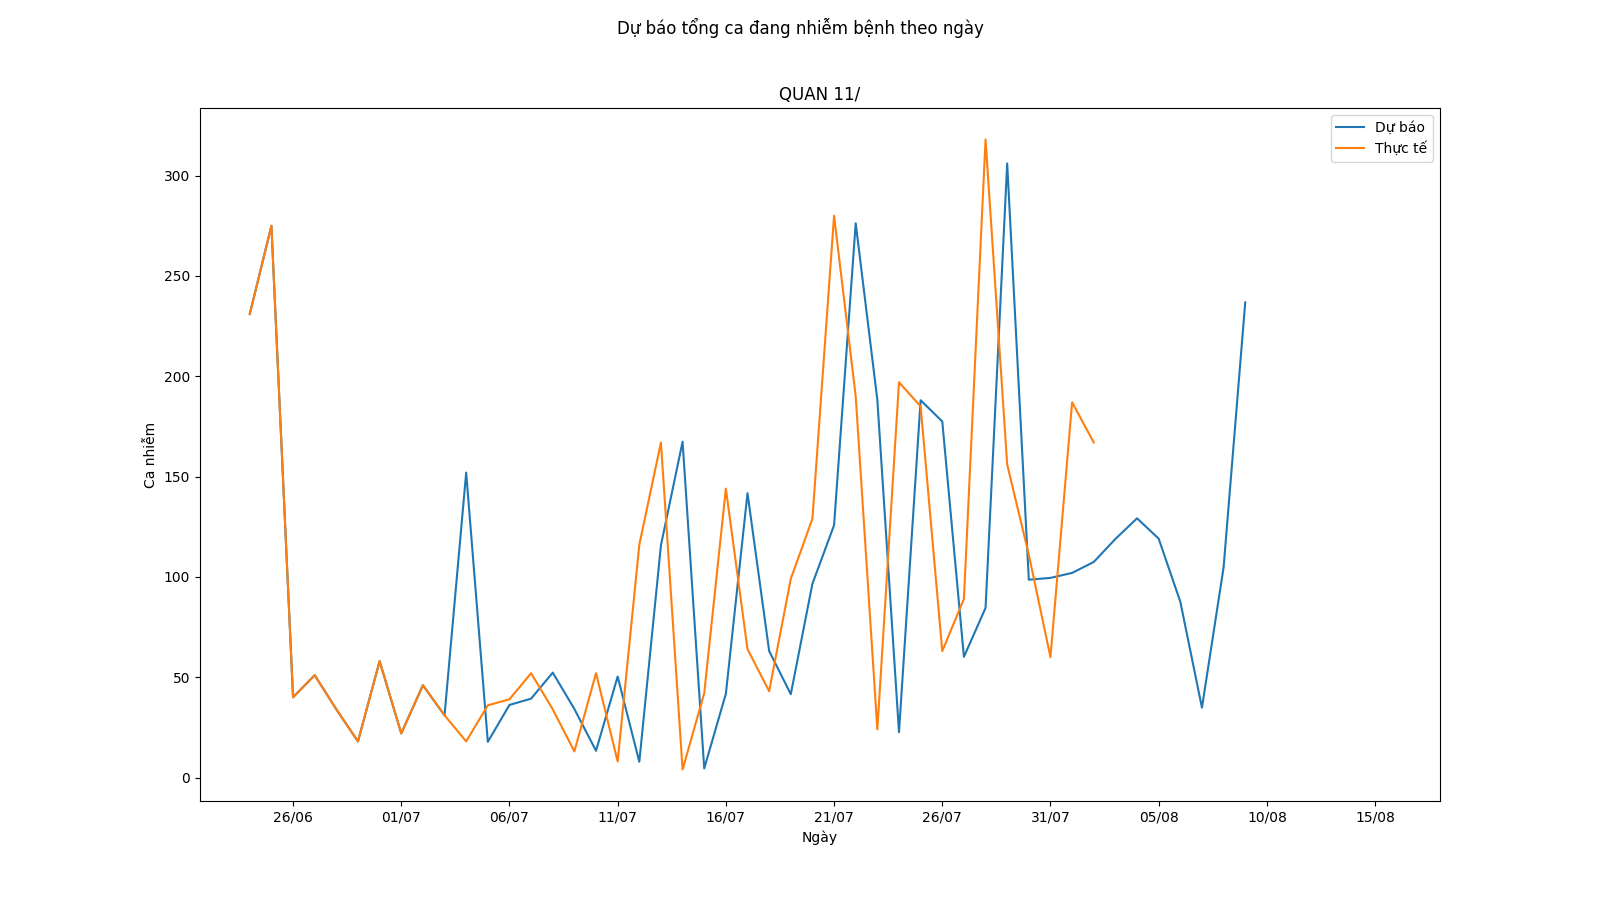 Dự báo tổng ca đang nhiễm bệnh theo ngày
QUAN 11/
Dự báo
Thực tế
300
250
200
150
100
50
0
Ca nhiễm
26/06 01/07 06/07 11/07 16/07 21/07 26/07 31/07 05/08 10/08 15/08
Ngày